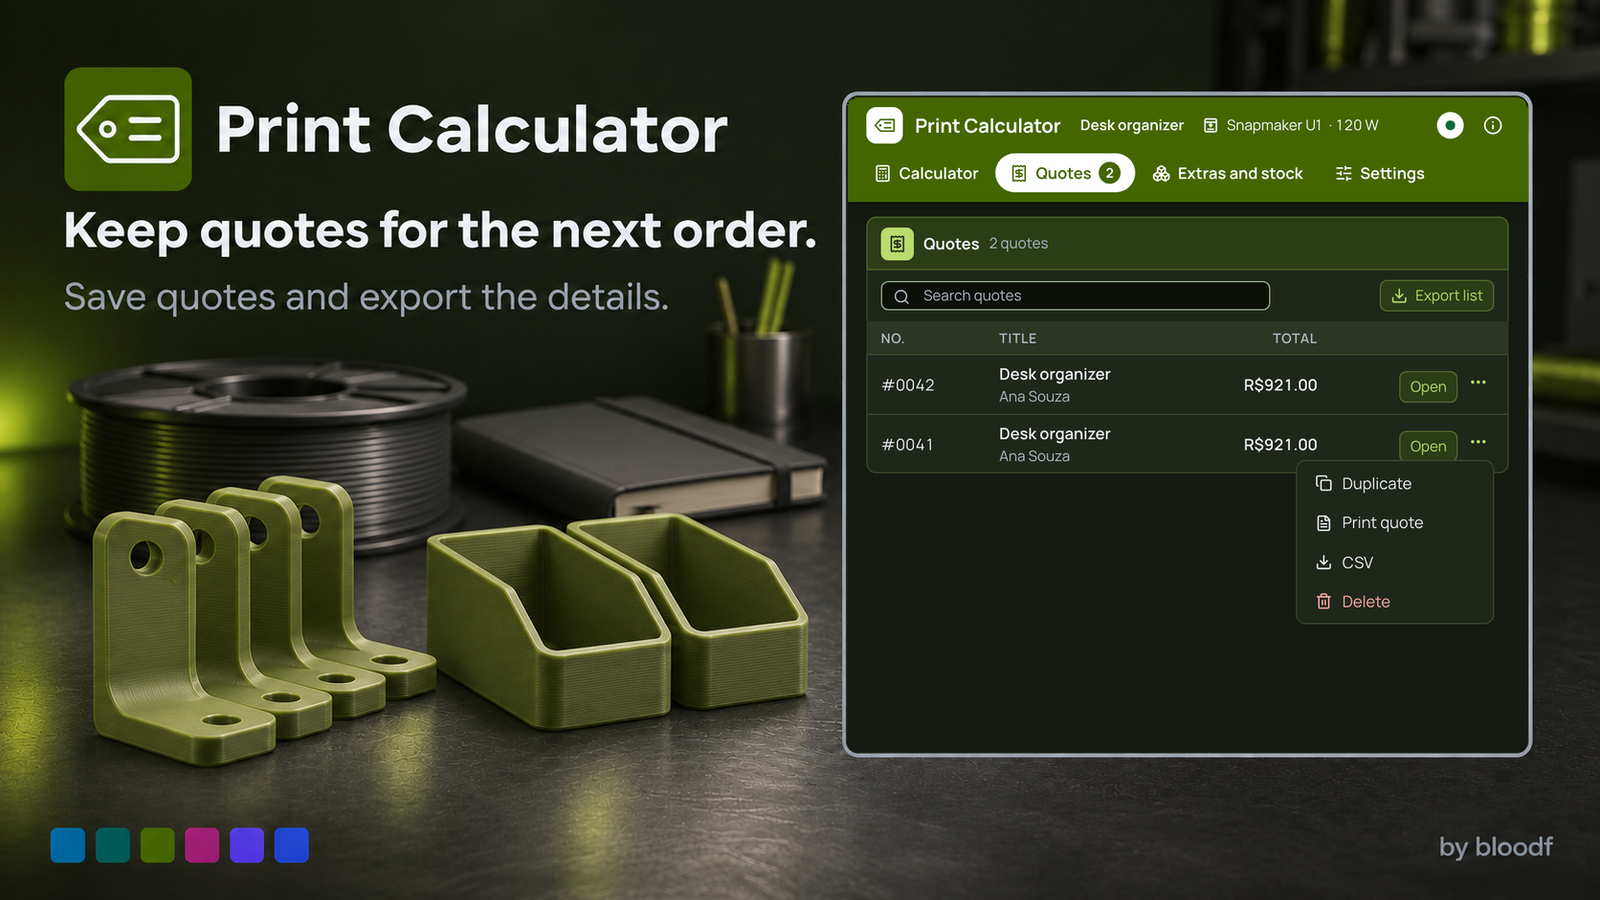 Print Calculator
Keep quotes for the next order.
Save quotes and export the details.
Print Calculator Desk organizer Snapmaker U1 · 120 W
Calculator Quotes 2 Extras and stock Settings
Quotes 2 quotes
Search quotes Export list
NO. TITLE TOTAL
#0042 Desk organizer R$921.00 Open
Ana Souza
#0041 Desk organizer R$921.00 Open
Ana Souza
Duplicate
Print quote
CSV
Delete
by bloodf